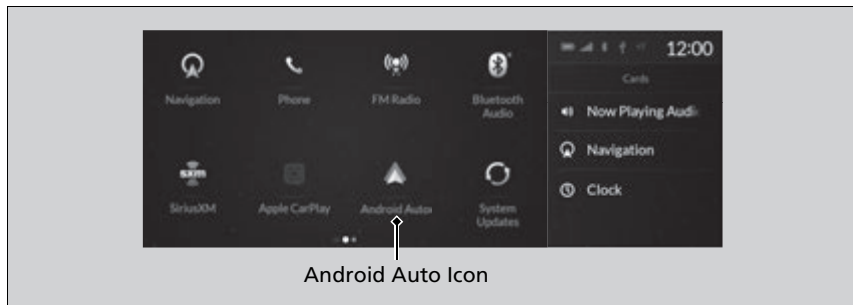 12:00
Navigation
Phone
FM Radio
Bluetooth
Audio
Cards
Now Playing Audi
Navigation
Clock
sxm
SiriusXM
Apple CarPlay
Android Auto
System
Updates
Android Auto Icon